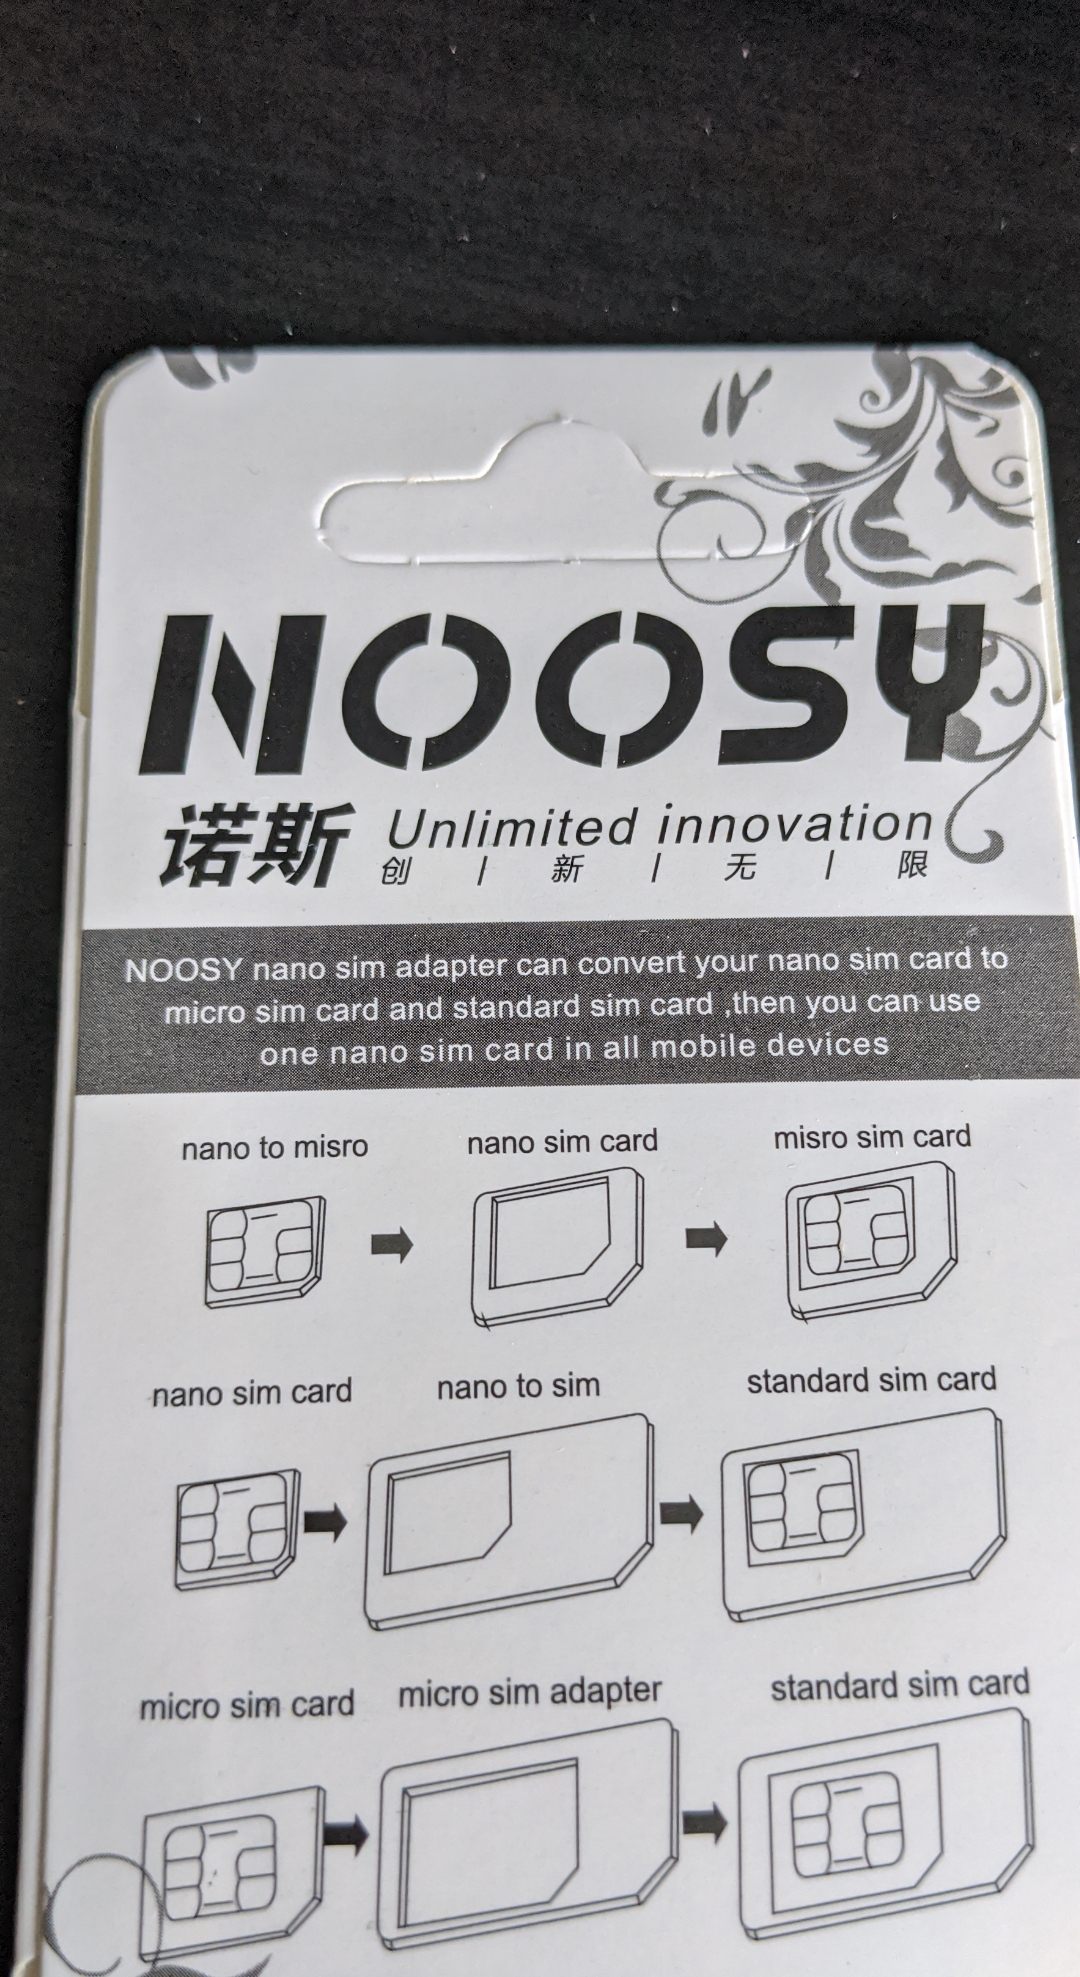 NOOSY
诺斯 Unlimited innovation
创 | 新 | 无 | 限
NOOSY nano sim adapter can convert your nano sim card to
micro sim card and standard sim card ,then you can use
one nano sim card in all mobile devices
nano to misro nano sim card misro sim card
nano sim card nano to sim standard sim card
micro sim card micro sim adapter standard sim card